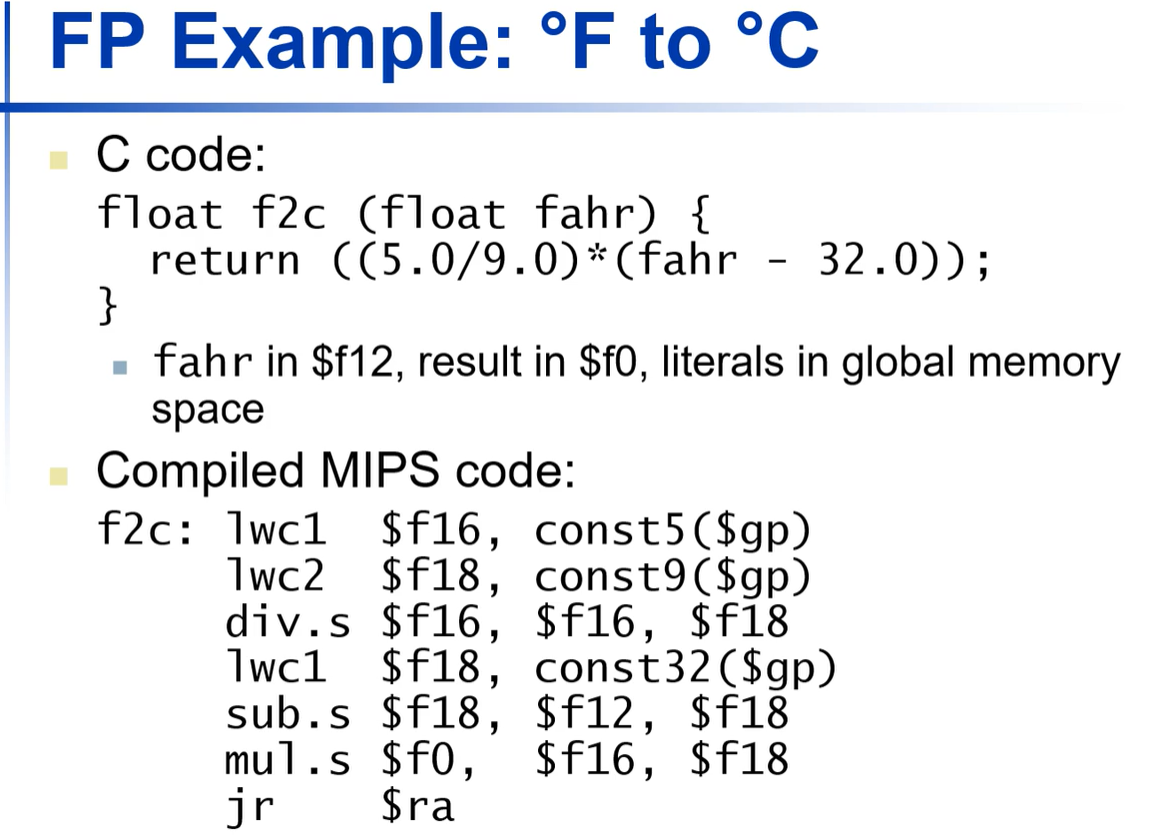 FP Example: °F to °C
C code:
float f2c (float fahr) {
  return ((5.0/9.0)*(fahr - 32.0));
}
fahr in $f12, result in $f0, literals in global memory
space
Compiled MIPS code:
f2c: lwc1  $f16, const5($gp)
     lwc2  $f18, const9($gp)
     div.s $f16, $f16, $f18
     lwc1  $f18, const32($gp)
     sub.s $f18, $f12, $f18
     mul.s $f0,  $f16, $f18
     jr    $ra